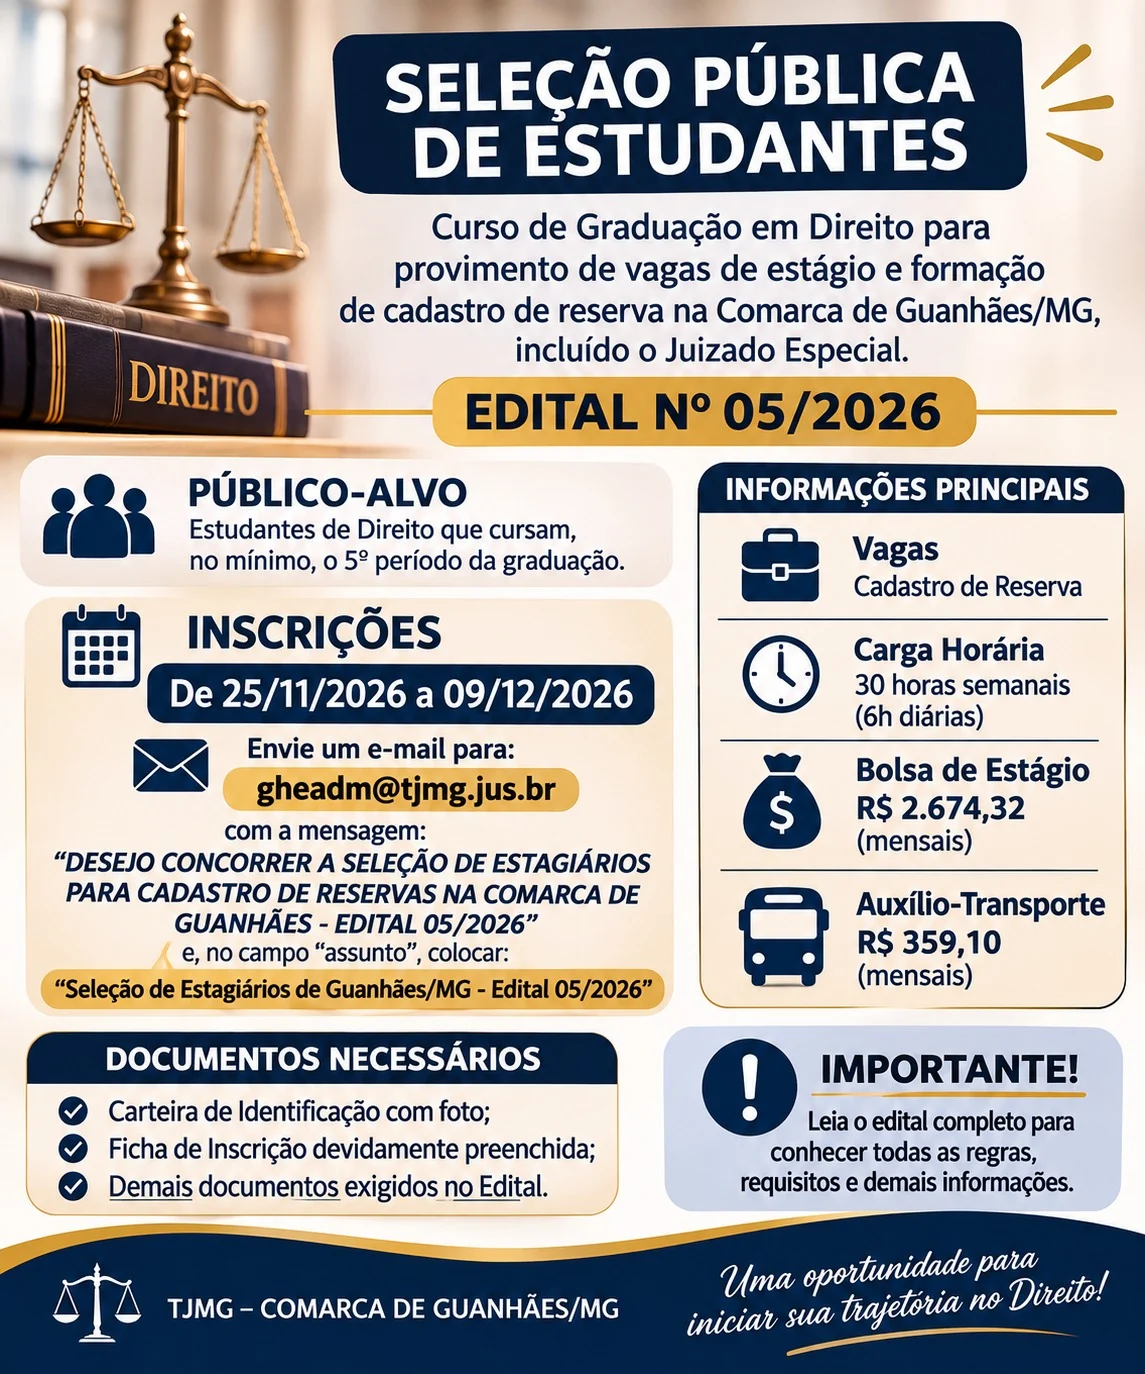 SELEÇÃO PÚBLICA
DE ESTUDANTES
Curso de Graduação em Direito para
provimento de vagas de estágio e formação
de cadastro de reserva na Comarca de Guanhães/MG,
incluído o Juizado Especial.
DIREITO
EDITAL Nº 05/2026
PÚBLICO-ALVO
Estudantes de Direito que cursam,
no mínimo, o 5º período da graduação.
INSCRIÇÕES
De 25/11/2026 a 09/12/2026
Envie um e-mail para:
gheadm@tjmg.jus.br
com a mensagem:
“DESEJO CONCORRER A SELEÇÃO DE ESTAGIÁRIOS
PARA CADASTRO DE RESERVAS NA COMARCA DE
GUANHÃES - EDITAL 05/2026”
e, no campo “assunto”, colocar:
“Seleção de Estagiários de Guanhães/MG - Edital 05/2026”
INFORMAÇÕES PRINCIPAIS
Vagas
Cadastro de Reserva
Carga Horária
30 horas semanais
(6h diárias)
Bolsa de Estágio
R$ 2.674,32
(mensais)
$
Auxílio-Transporte
R$ 359,10
(mensais)
DOCUMENTOS NECESSÁRIOS
Carteira de Identificação com foto;
Ficha de Inscrição devidamente preenchida;
Demais documentos exigidos no Edital.
IMPORTANTE!
Leia o edital completo para
conhecer todas as regras,
requisitos e demais informações.
TJMG – COMARCA DE GUANHÃES/MG
Uma oportunidade para
iniciar sua trajetória no Direito!